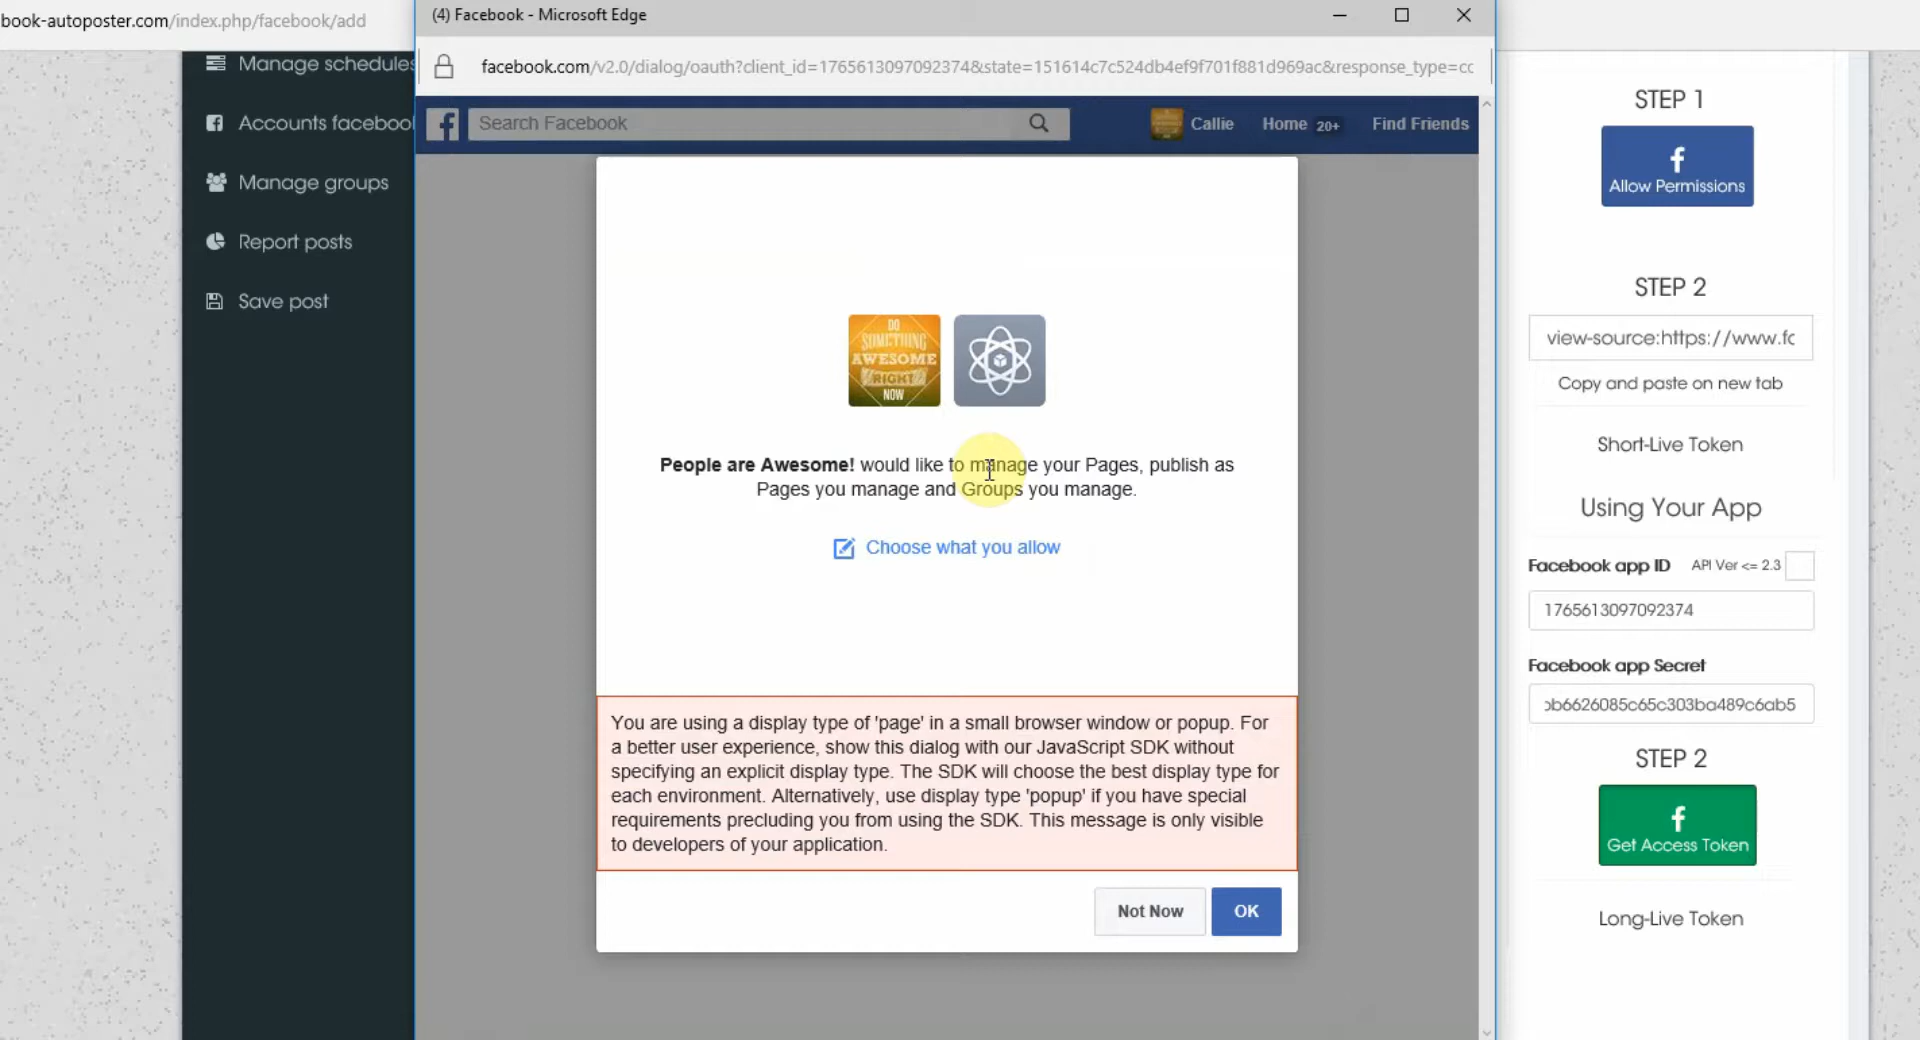 (4) Facebook - Microsoft Edge
book-autoposter.com/index.php/facebook/add
facebook.com/v2.0/dialog/oauth?client_id=1765613097092374&state=151614c7c524db4ef9f701f881d969ac&response_type=cc
Manage schedules
Accounts facebool
Manage groups
Report posts
Save post
Search Facebook
Callie
Home 20+
Find Friends
DO
SOMETHING
AWESOME
RIGHT
NOW
People are Awesome! would like to manage your Pages, publish as
Pages you manage and Groups you manage.
Choose what you allow
You are using a display type of 'page' in a small browser window or popup. For
a better user experience, show this dialog with our JavaScript SDK without
specifying an explicit display type. The SDK will choose the best display type for
each environment. Alternatively, use display type 'popup' if you have special
requirements precluding you from using the SDK. This message is only visible
to developers of your application.
Not Now
OK
STEP 1
Allow Permissions
STEP 2
view-source:https://www.fc
Copy and paste on new tab
Short-Live Token
Using Your App
Facebook app ID API Ver <= 2.3
1765613097092374
Facebook app Secret
bb6626085c65c303ba489c6ab5
STEP 2
Get Access Token
Long-Live Token